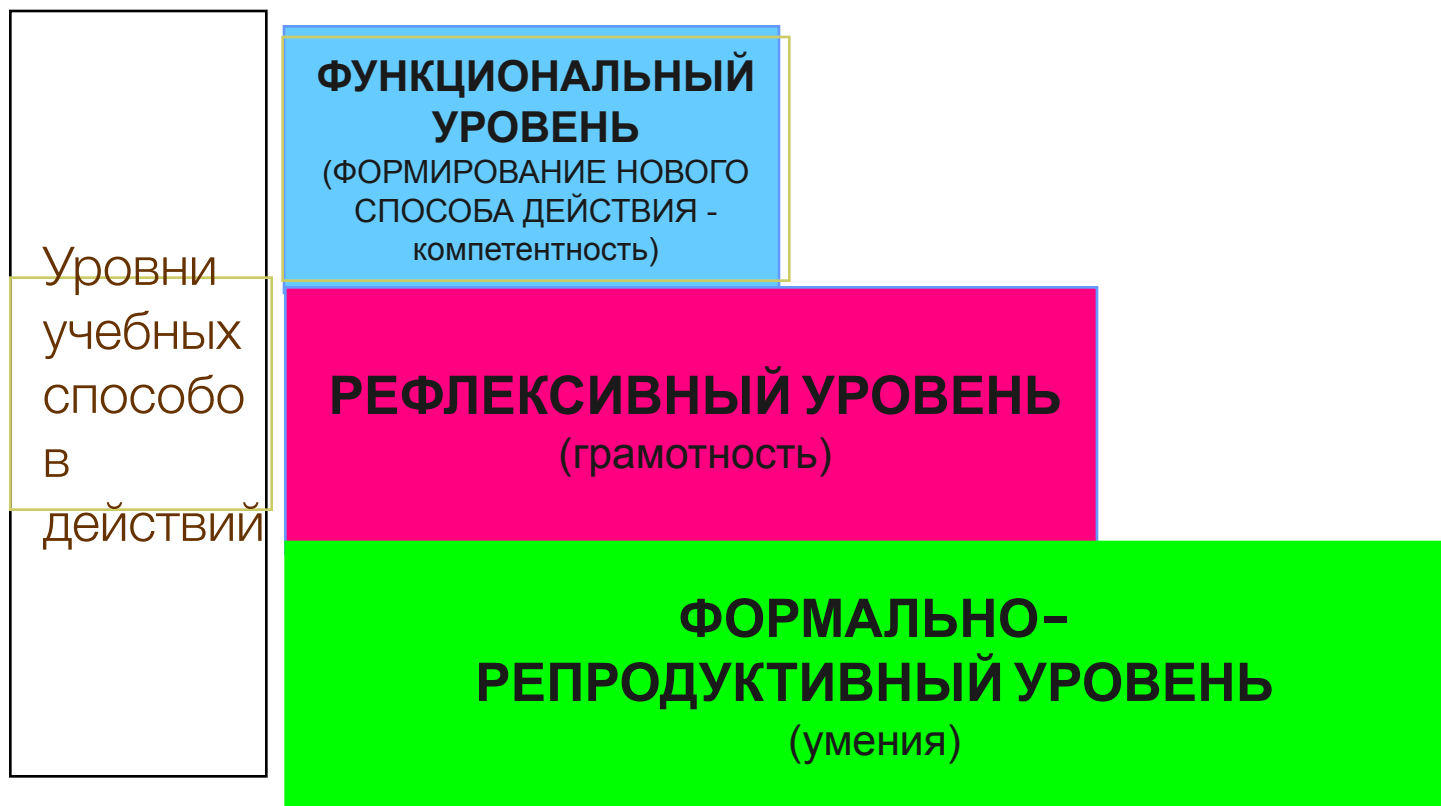 Уровни
учебных
способо
в
действий
ФУНКЦИОНАЛЬНЫЙ
УРОВЕНЬ
(ФОРМИРОВАНИЕ НОВОГО
СПОСОБА ДЕЙСТВИЯ -
компетентность)
РЕФЛЕКСИВНЫЙ УРОВЕНЬ
(грамотность)
ФОРМАЛЬНО-
РЕПРОДУКТИВНЫЙ УРОВЕНЬ
(умения)